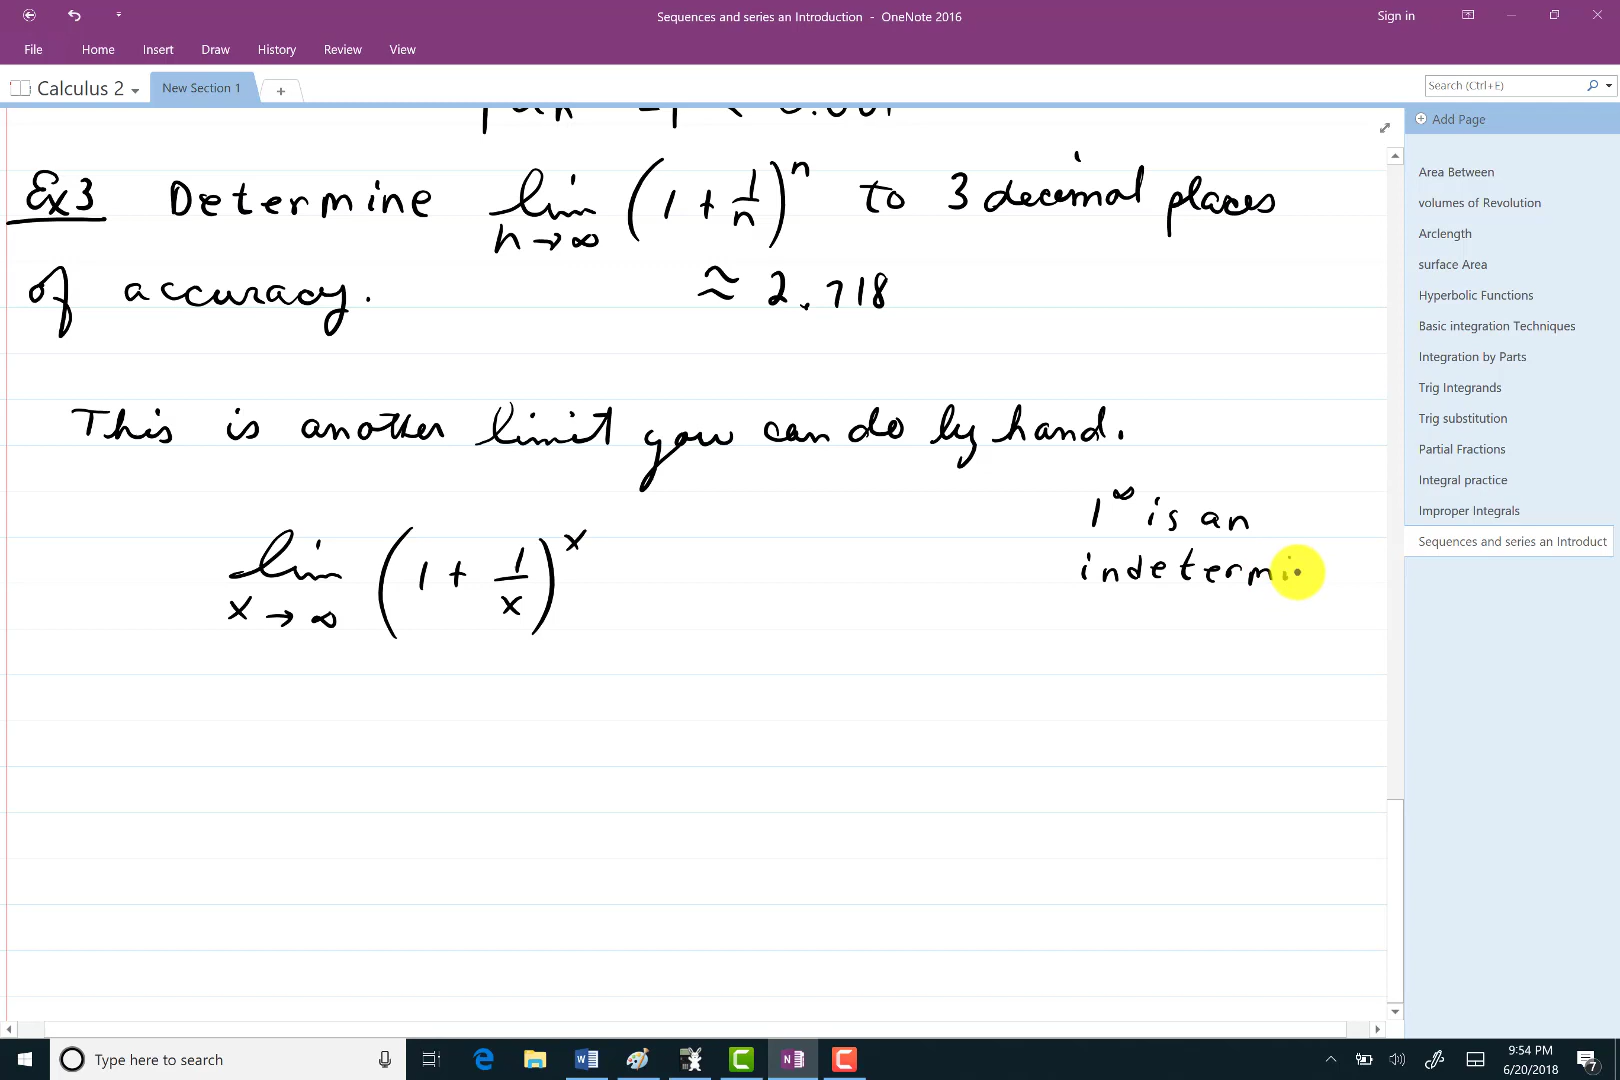 Sequences and series an Introduction - OneNote 2016
Sign in
File Home Insert Draw History Review View
Calculus 2 New Section 1 +
Search (Ctrl+E)
Add Page
Area Between
volumes of Revolution
Arclength
surface Area
Hyperbolic Functions
Basic integration Techniques
Integration by Parts
Trig Integrands
Trig substitution
Partial Fractions
Integral practice
Improper Integrals
Sequences and series an Introduct
Ex3 Determine lim n→∞ (1 + 1/n)^n to 3 decimal places
of accuracy. ≈ 2.718
This is another limit you can do by hand.
1^∞ is an
indetermi
lim x→∞ (1 + 1/x)^x
Type here to search
9:54 PM
6/20/2018
7